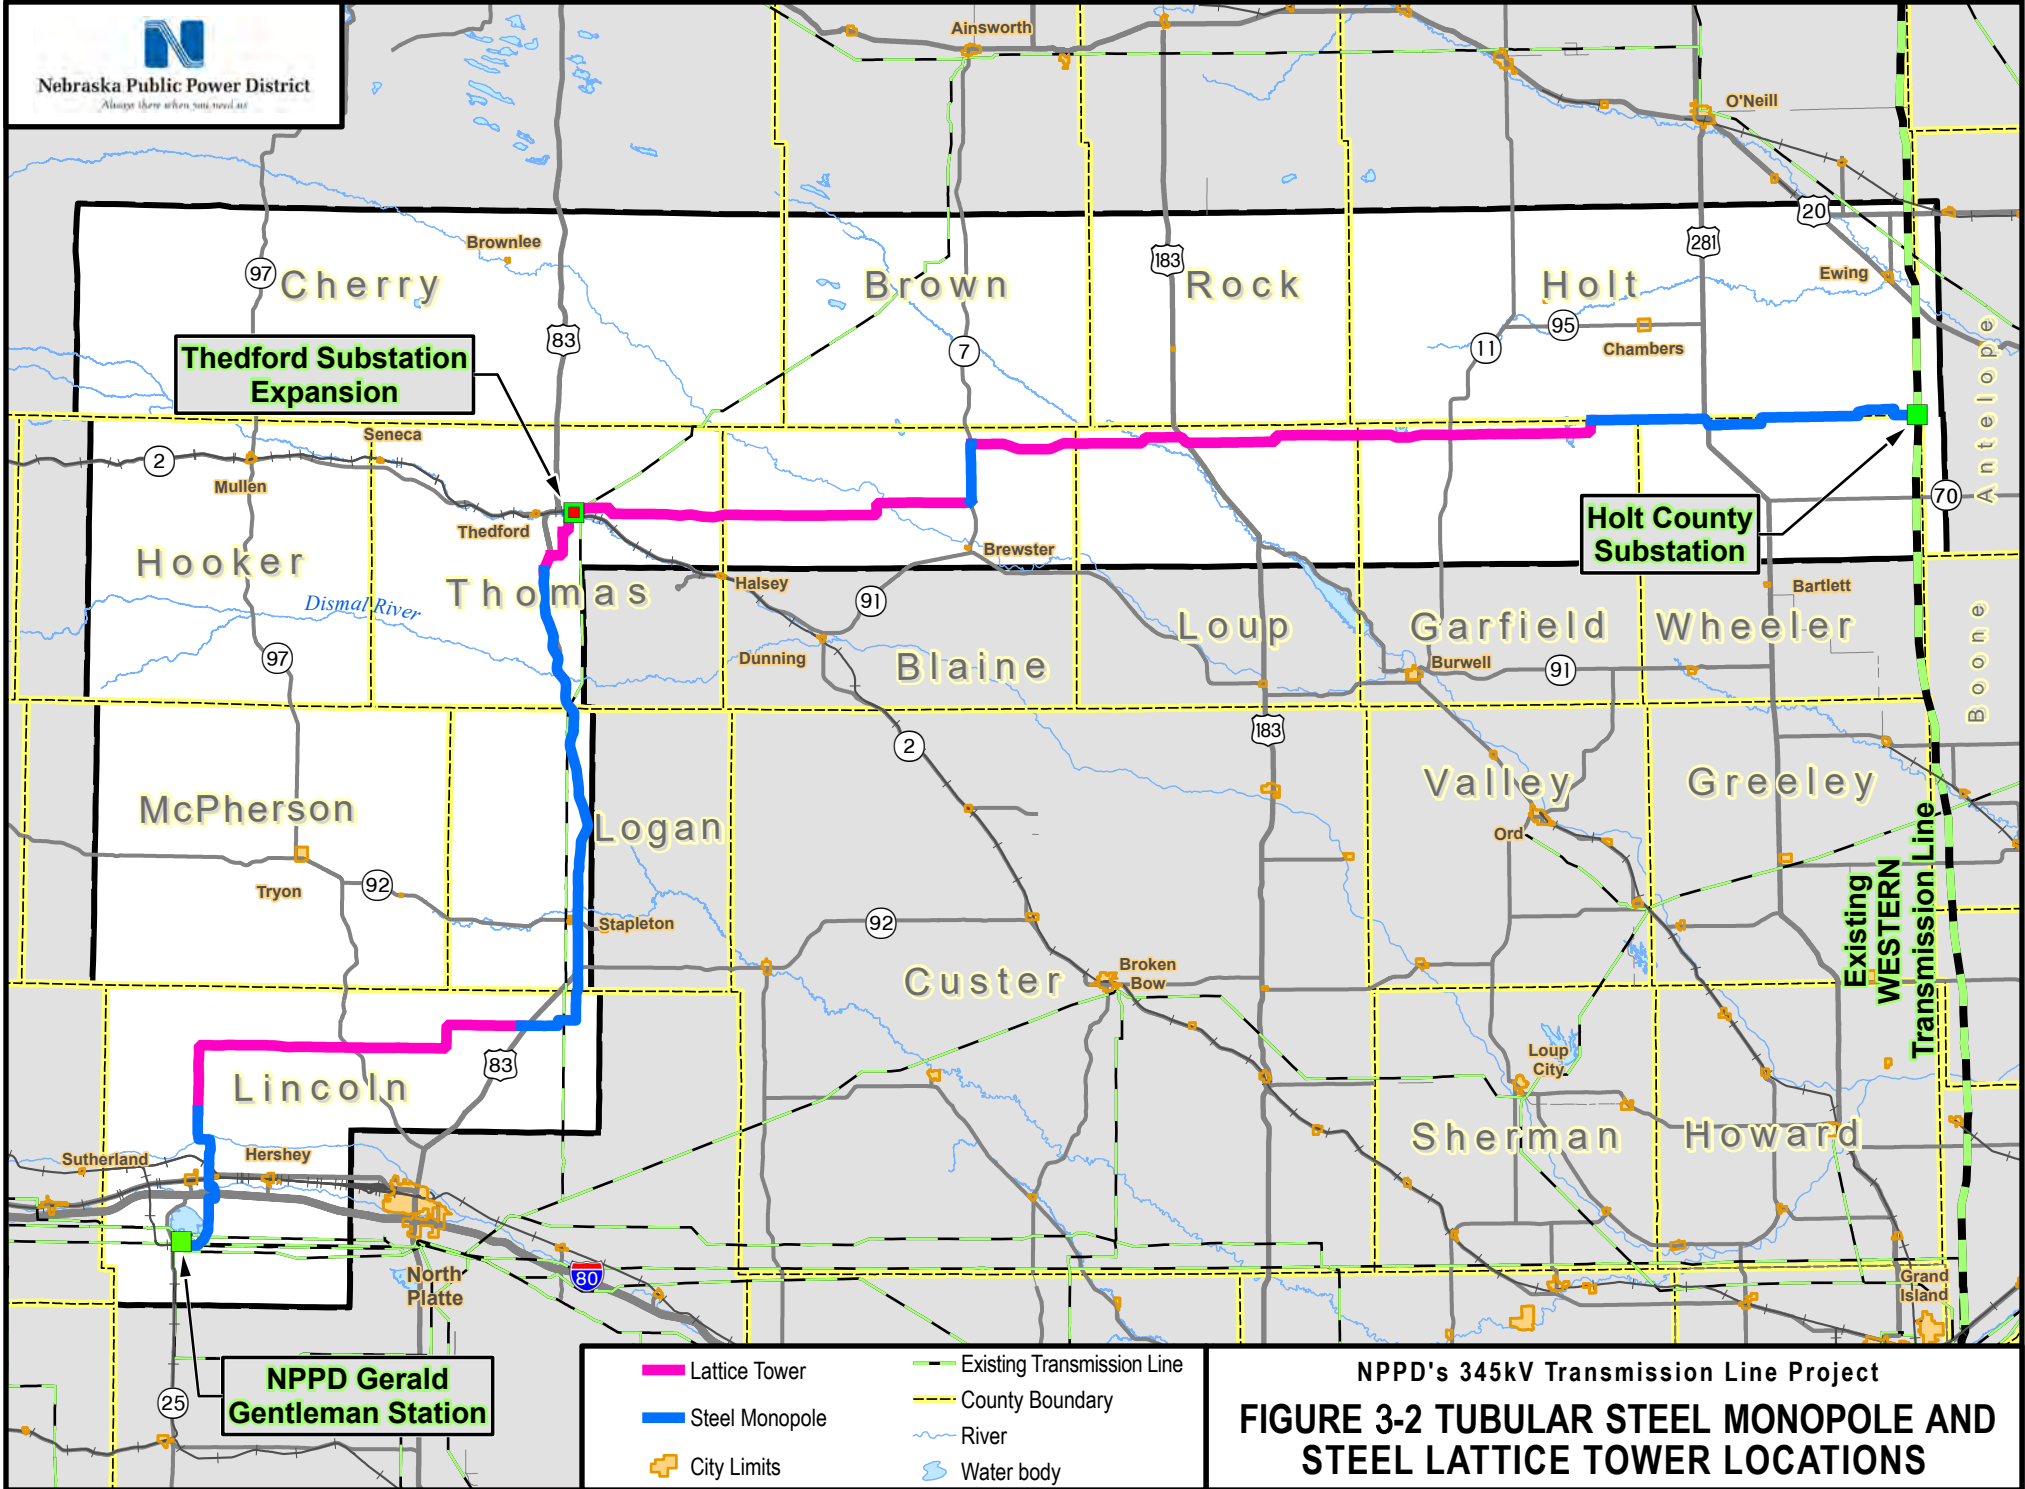 Nebraska Public Power District
Always there when you need us
Ainsworth
O'Neill
20
281
183
Brownlee
97
Cherry
Brown
Rock
Holt
Ewing
83
7
11
95
Chambers
Antelope
Thedford Substation
Expansion
Seneca
2
Mullen
Thedford
70
Holt County
Substation
Hooker
Thomas
Dismal River
Halsey
91
Brewster
Bartlett
97
Dunning
Blaine
Loup
Garfield
Wheeler
Burwell
91
Boone
2
183
McPherson
Logan
Valley
Greeley
Ord
Tryon
92
Stapleton
92
Custer
Broken
Bow
Existing
WESTERN
Transmission Line
83
Lincoln
Loup
City
Sherman
Howard
Sutherland
Hershey
North
Platte
80
Grand
Island
NPPD Gerald
Gentleman Station
25
Lattice Tower
Steel Monopole
City Limits
Existing Transmission Line
County Boundary
River
Water body
NPPD's 345kV Transmission Line Project
FIGURE 3-2 TUBULAR STEEL MONOPOLE AND
STEEL LATTICE TOWER LOCATIONS